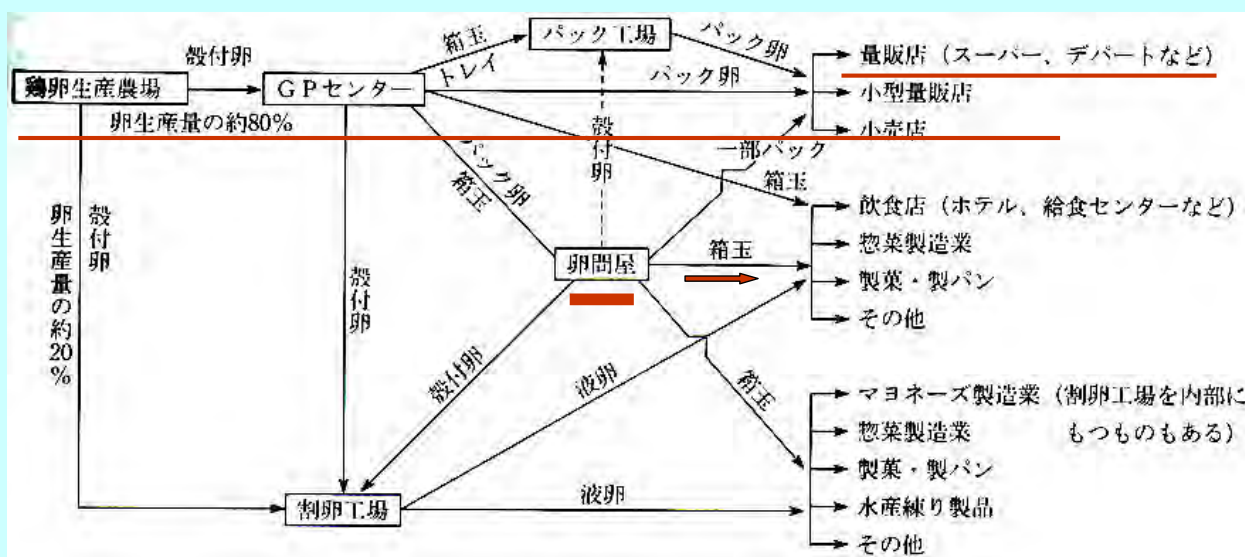 殻付卵
鶏卵生産農場
GPセンター
卵生産量の約80%
箱玉
トレイ
パック工場
パック卵
パック卵
量販店（スーパー、デパートなど）
小型量販店
小売店
殻付卵
一部パック
箱玉
パック卵
箱玉
卵問屋
箱玉
飲食店（ホテル、給食センターなど）
惣菜製造業
製菓・製パン
その他
卵生産量の約20%
殻付卵
殻付卵
殻付卵
液卵
箱玉
マヨネーズ製造業（割卵工場を内部に
もつものもある）
惣菜製造業
製菓・製パン
水産練り製品
その他
割卵工場
液卵